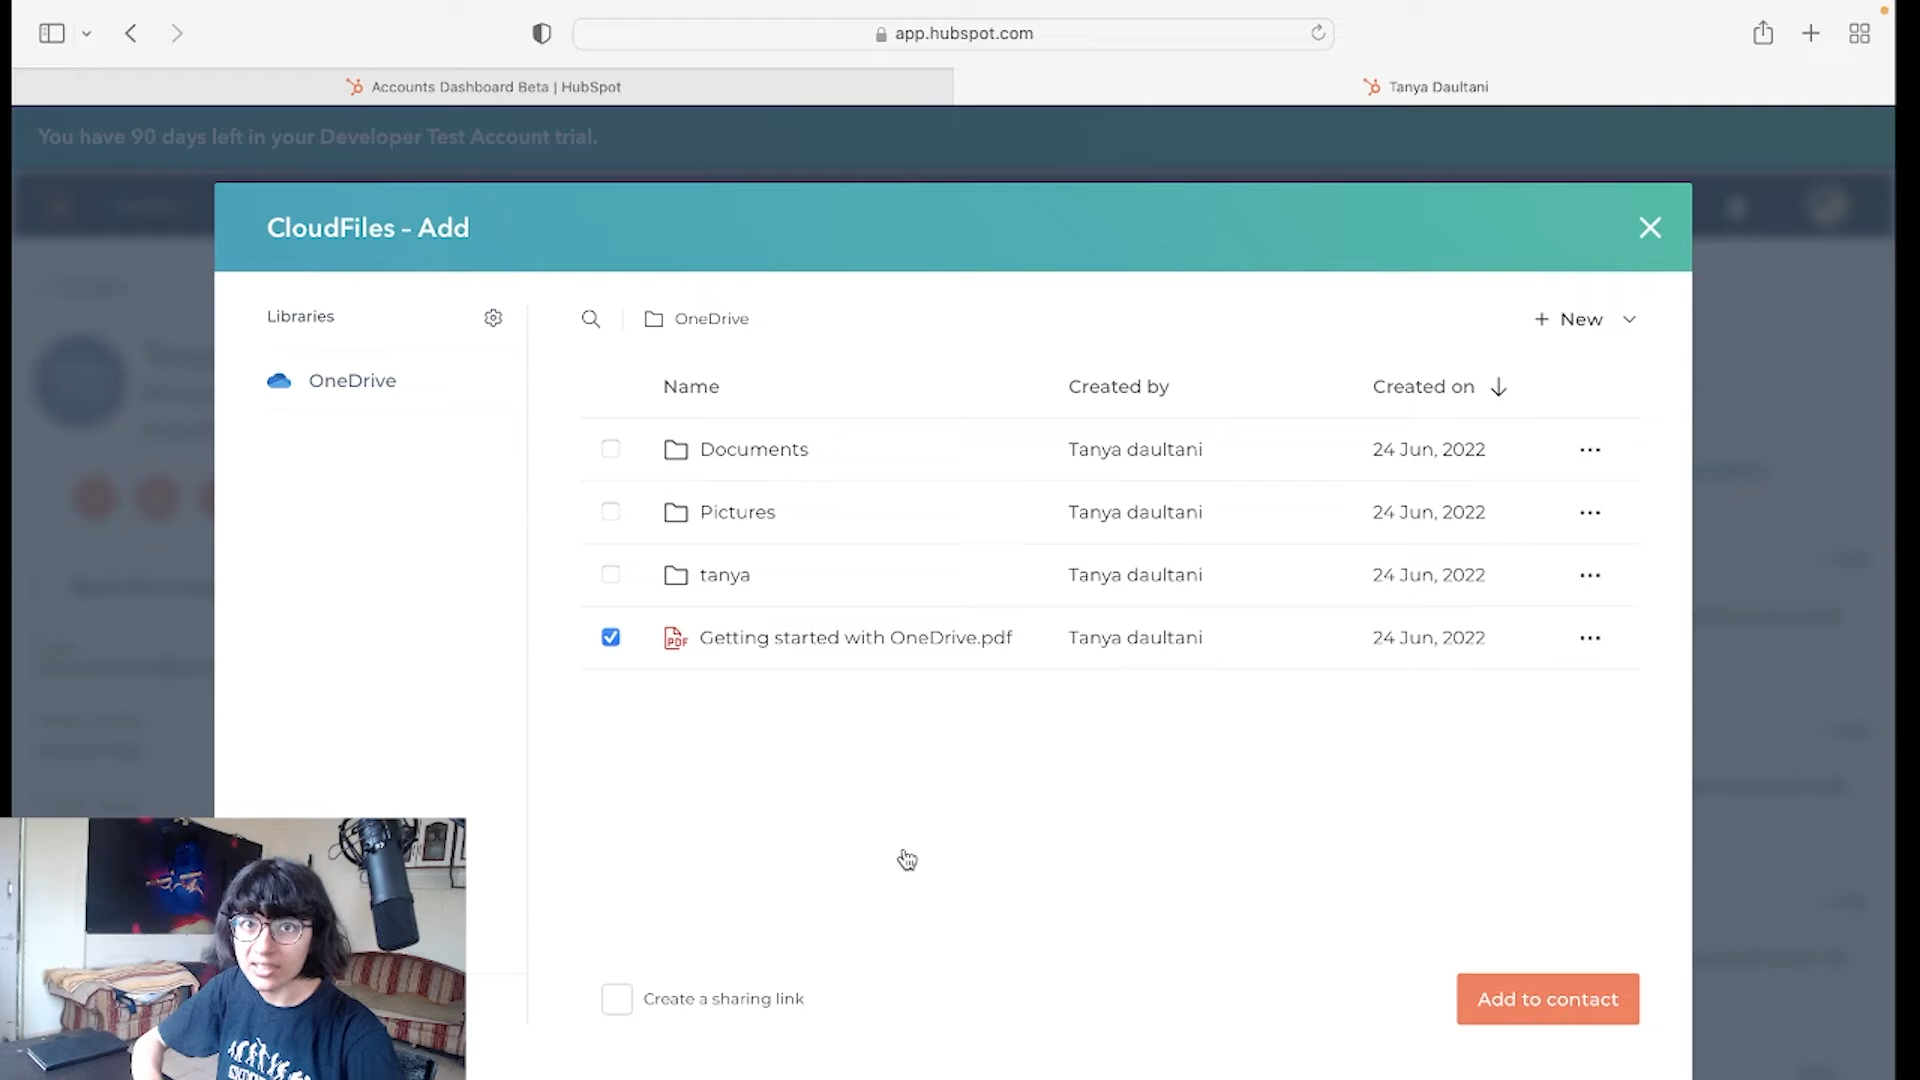 app.hubspot.com
Accounts Dashboard Beta | HubSpot
Tanya Daultani
You have 90 days left in your Developer Test Account trial.
CloudFiles - Add
Libraries
OneDrive
+ New
OneDrive
Name Created by Created on
Documents Tanya daultani 24 Jun, 2022
Pictures Tanya daultani 24 Jun, 2022
tanya Tanya daultani 24 Jun, 2022
PDF Getting started with OneDrive.pdf Tanya daultani 24 Jun, 2022
Create a sharing link
Add to contact